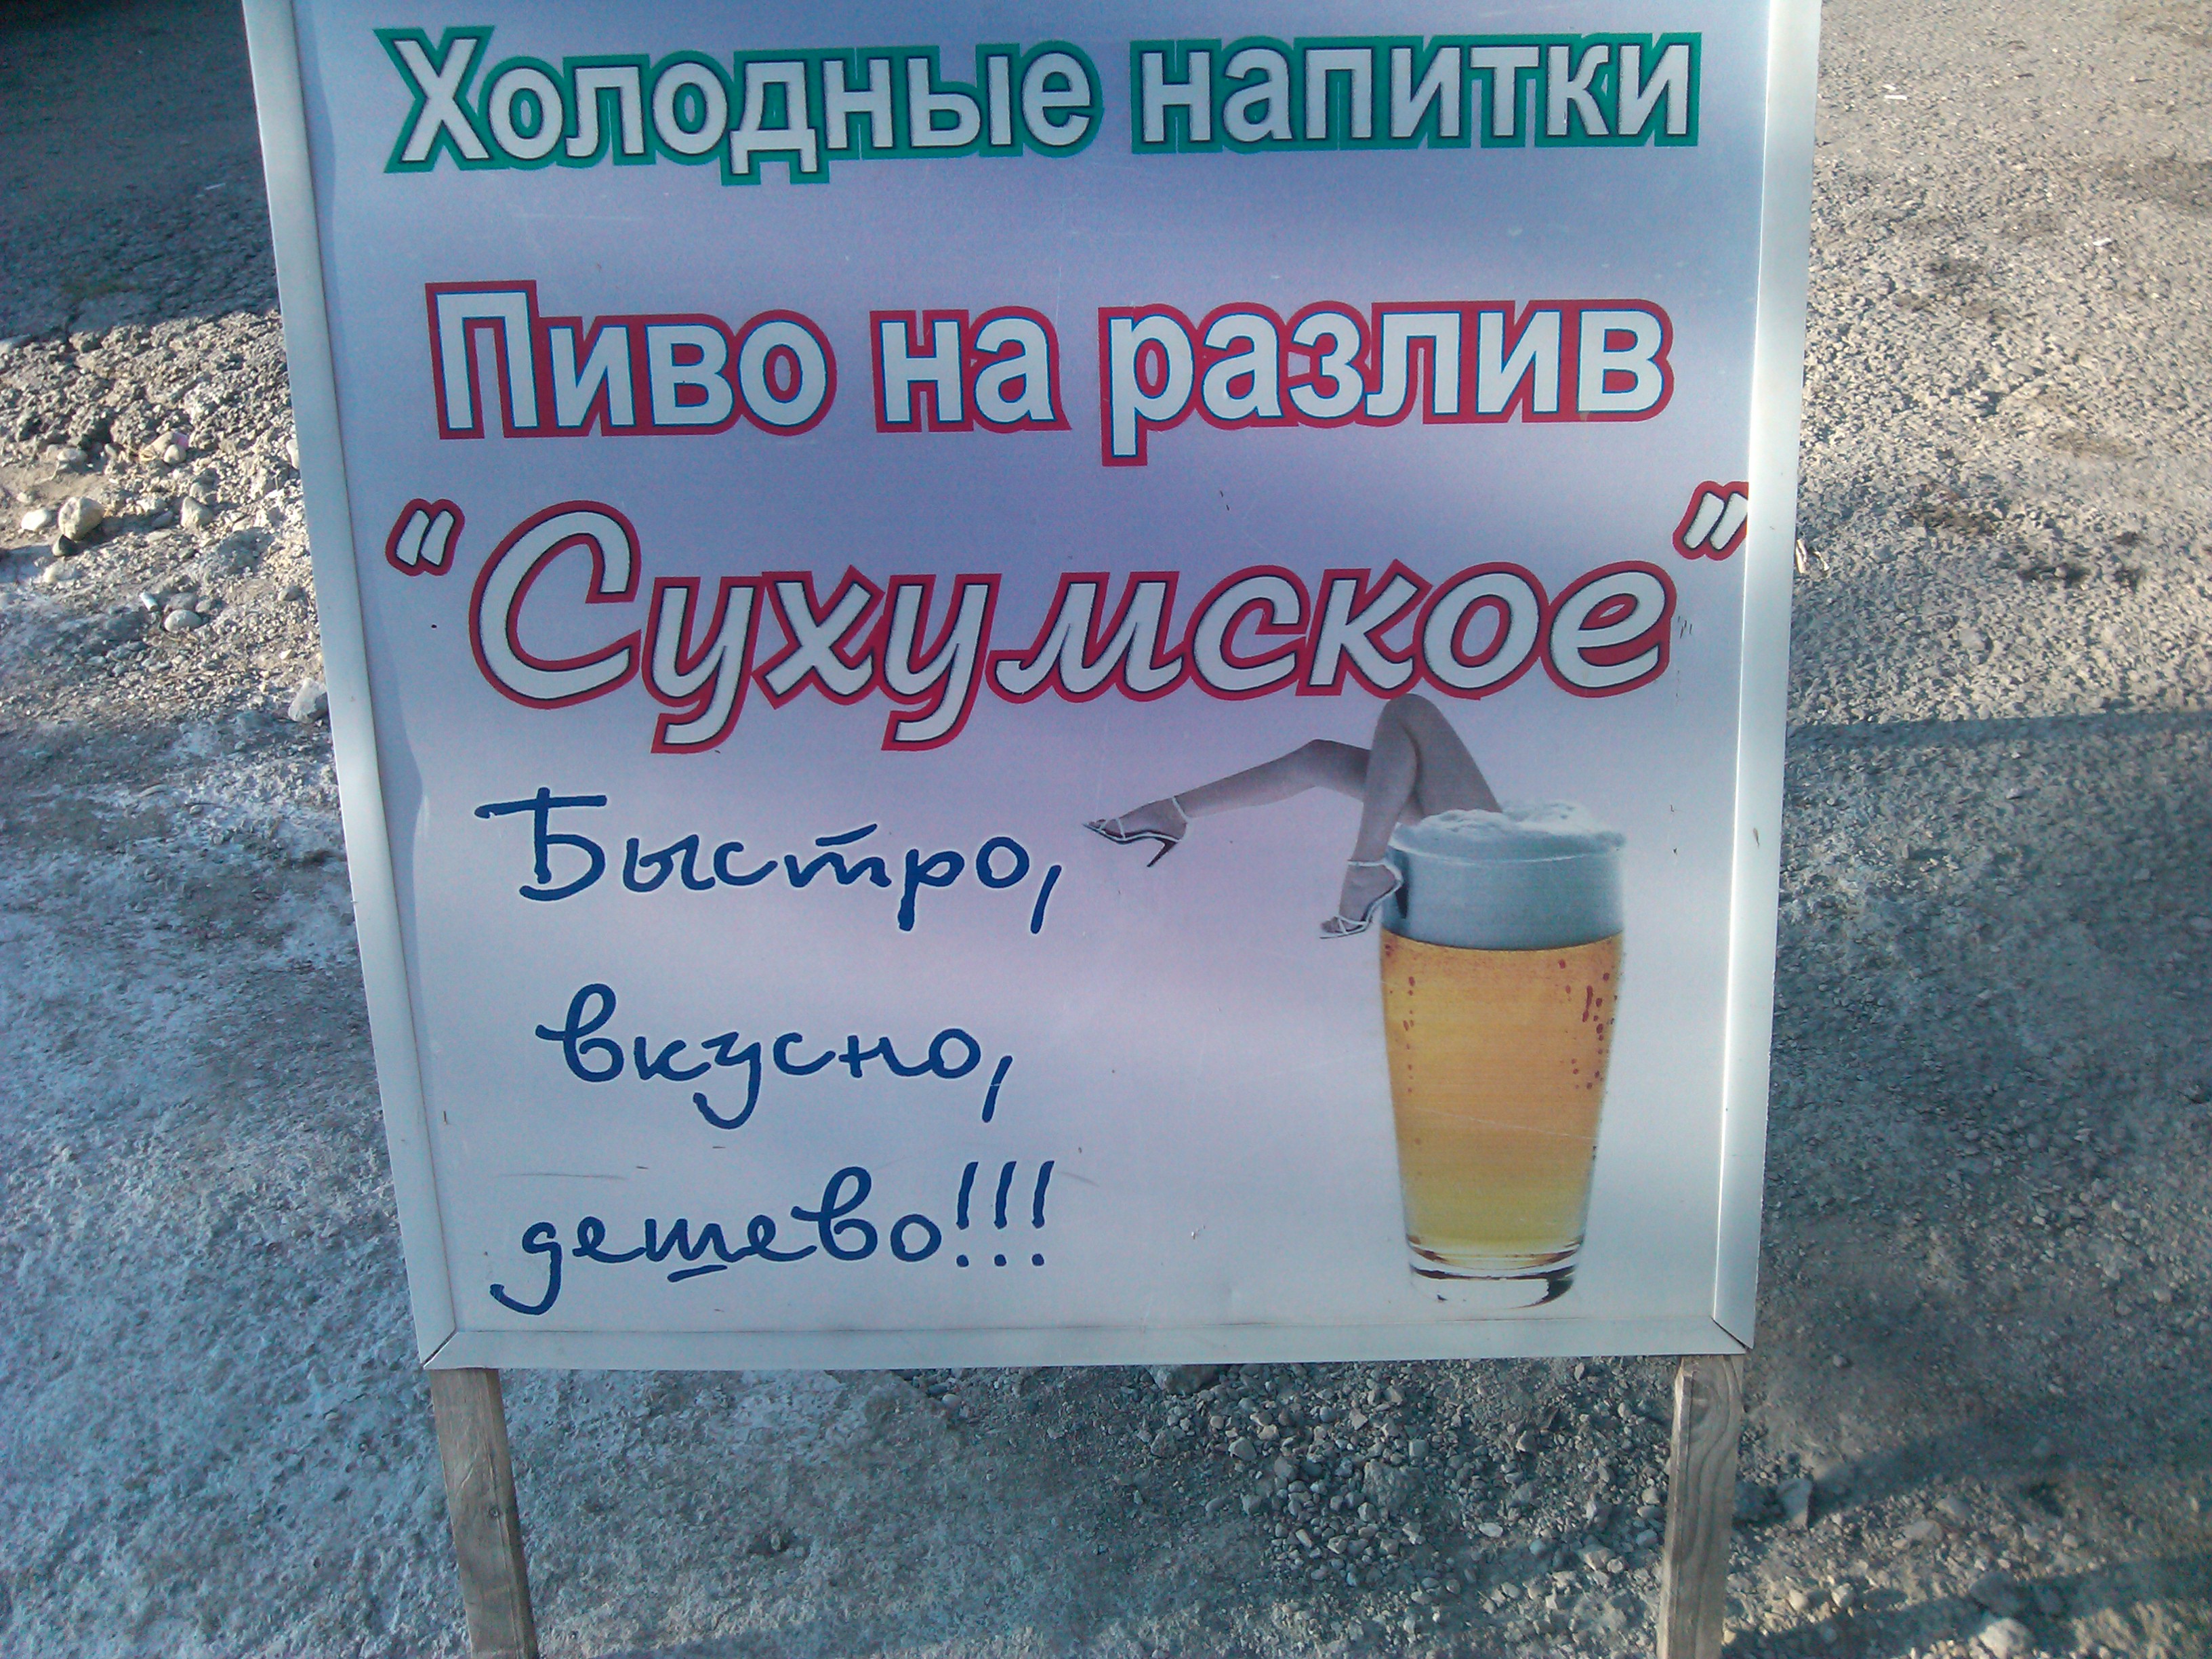 Холодные напитки
Пиво на разлив
“Сухумское”
Быстро,
вкусно,
дешево!!!